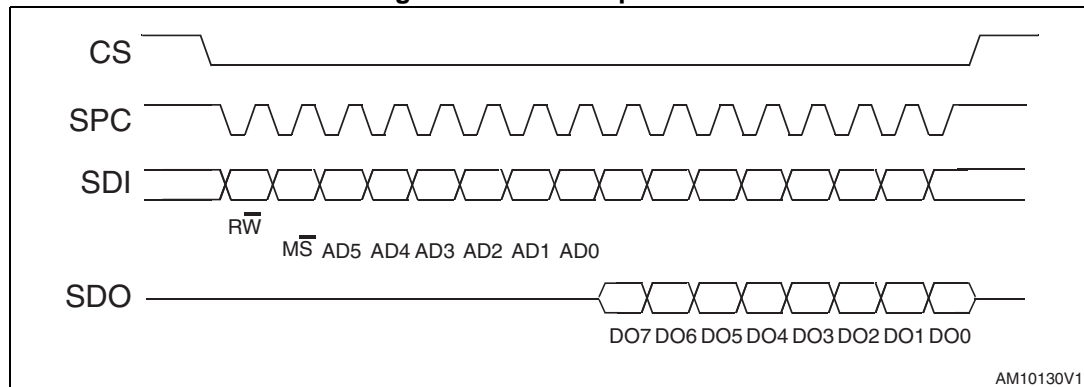 CS
SPC
SDI
RW̅
MS̅ AD5 AD4 AD3 AD2 AD1 AD0
SDO
DO7 DO6 DO5 DO4 DO3 DO2 DO1 DO0
AM10130V1